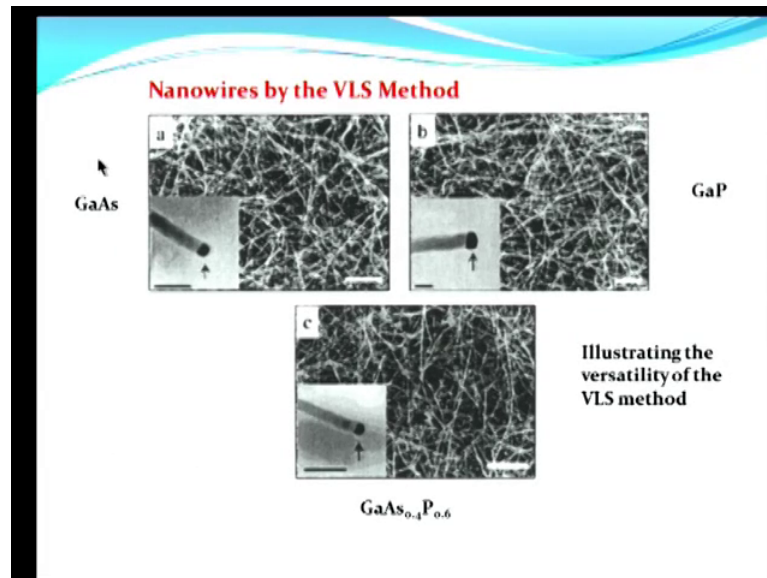 Nanowires by the VLS Method
a
b
GaAs
GaP
c
Illustrating the
versatility of the
VLS method
GaAs₀.₄P₀.₆